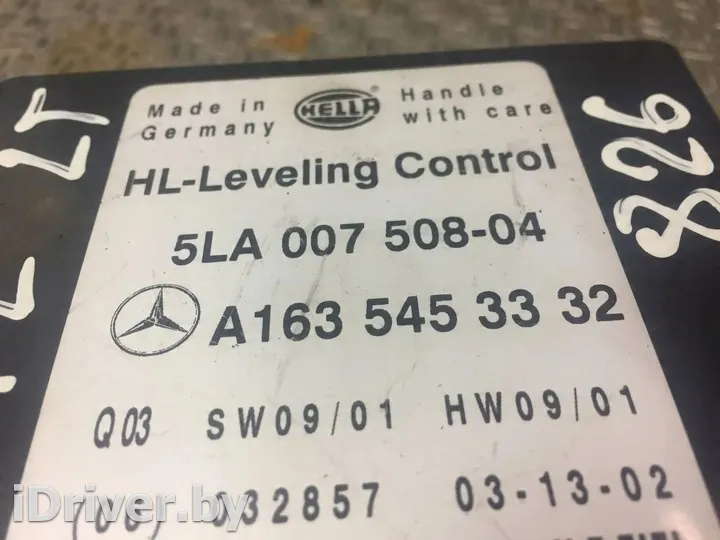 Made in Germany
HELLA
Handle with care
HL-Leveling Control
5LA 007 508-04
A163 545 33 32
Q03 SW09/01 HW09/01
032857 03-13-02
826
iDriver.by